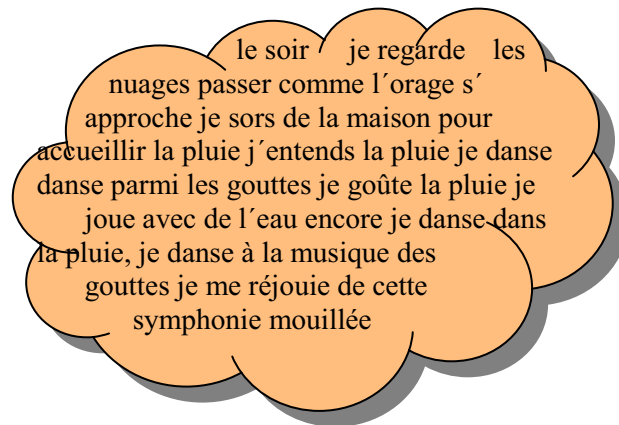 le soir je regarde les
nuages passer comme l´orage s´
approche je sors de la maison pour
accueillir la pluie j´entends la pluie je danse
danse parmi les gouttes je goûte la pluie je
joue avec de l´eau encore je danse dans
la pluie, je danse à la musique des
gouttes je me réjouie de cette
symphonie mouillée